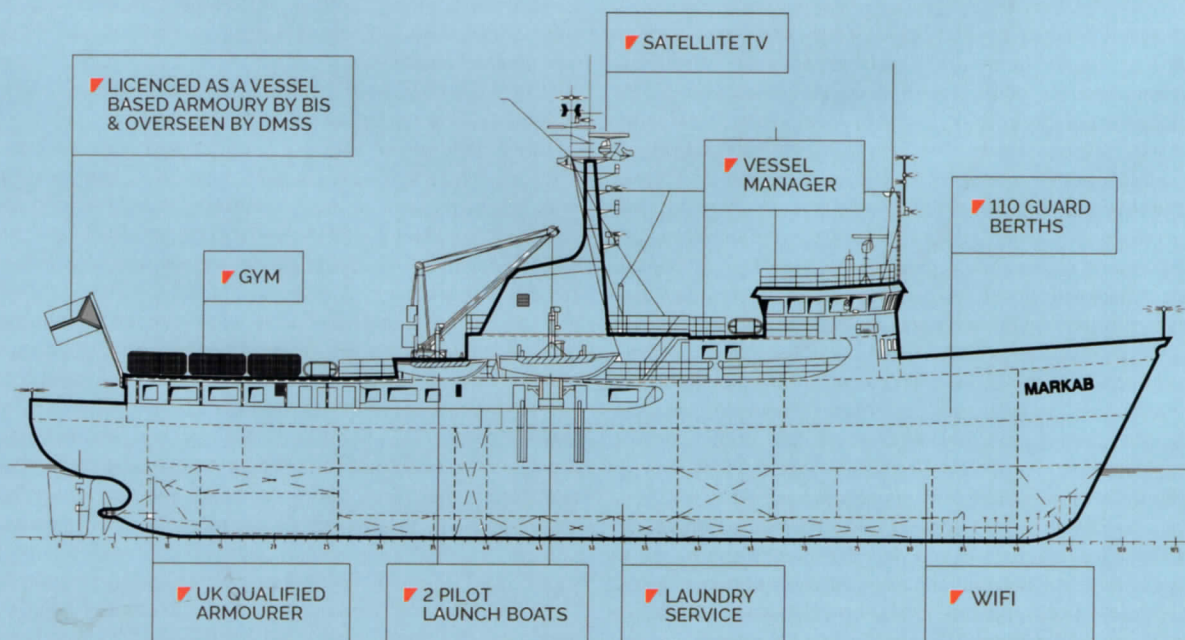 SATELLITE TV
LICENCED AS A VESSEL
BASED ARMOURY BY BIS
& OVERSEEN BY DMSS
VESSEL
MANAGER
110 GUARD
BERTHS
GYM
MARKAB
UK QUALIFIED
ARMOURER
2 PILOT
LAUNCH BOATS
LAUNDRY
SERVICE
WIFI